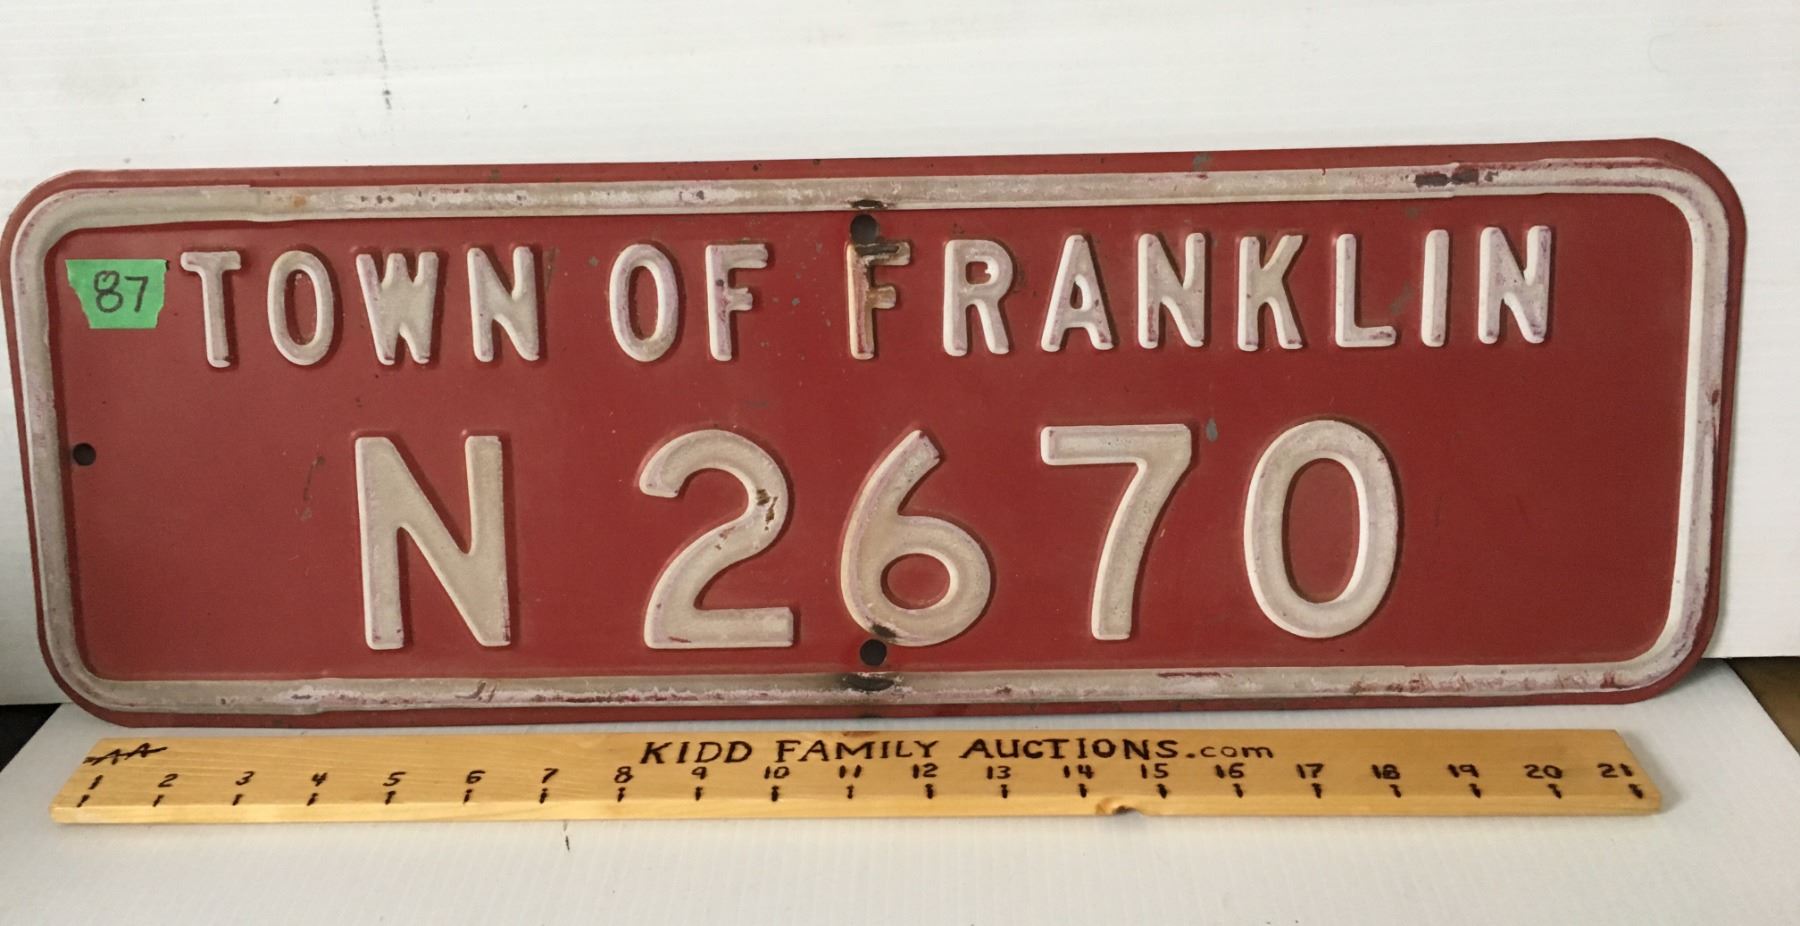 87
TOWN OF FRANKLIN
N 2670
KIDD FAMILY AUCTIONS.com
AA
1 2 3 4 5 6 7 8 9 10 11 12 13 14 15 16 17 18 19 20 21